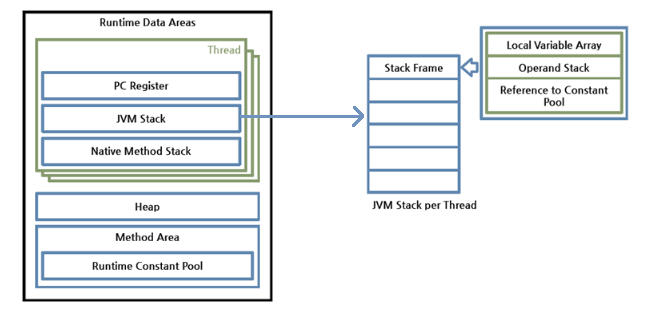 Runtime Data Areas
Thread
PC Register
JVM Stack
Native Method Stack
Heap
Method Area
Runtime Constant Pool
Stack Frame
JVM Stack per Thread
Local Variable Array
Operand Stack
Reference to Constant
Pool